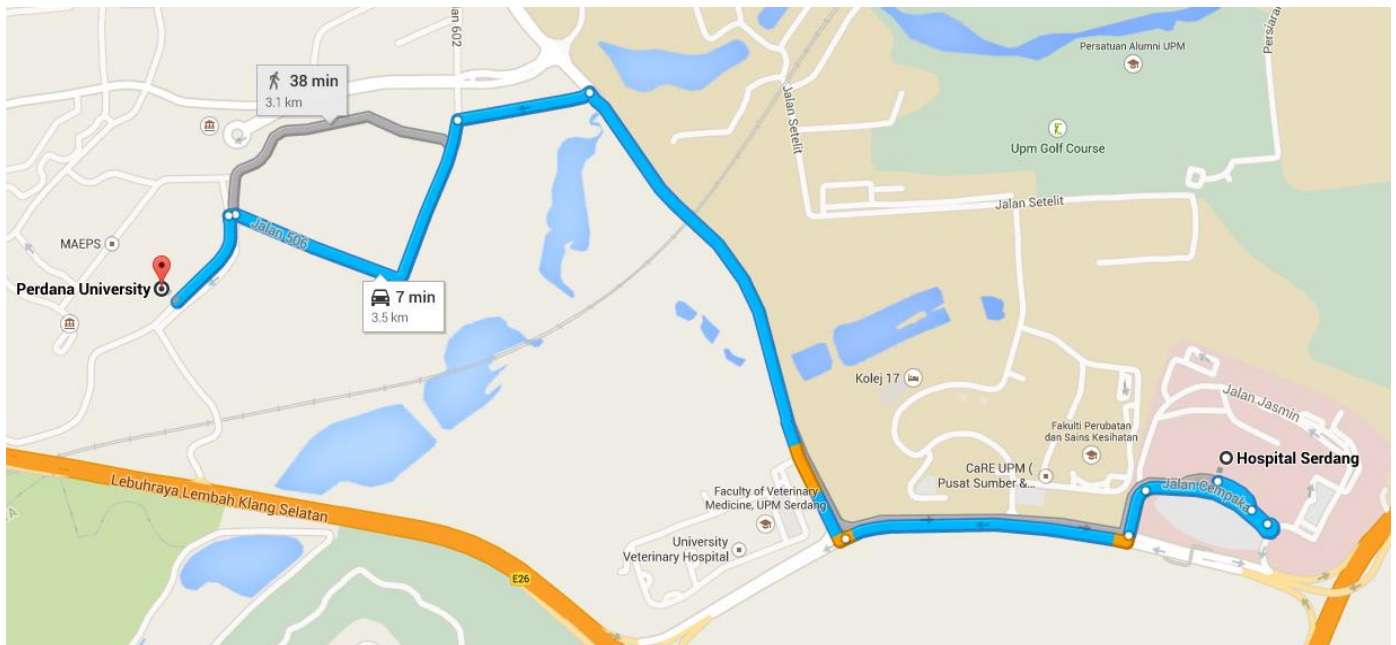 lan 602
38 min
3.1 km
Persatuan Alumni UPM
Persiaran
Jalan Setelit
Upm Golf Course
Jalan Setelit
Jalan 506
MAEPS
Perdana University
7 min
3.5 km
Kolej 17
Jalan Jasmin
Fakulti Perubatan
dan Sains Kesihatan
Hospital Serdang
CaRE UPM (
Pusat Sumber &...
Jalan Cempaka
Lebuhraya Lembah Klang Selatan
Faculty of Veterinary
Medicine, UPM Serdang
University
Veterinary Hospital
E26